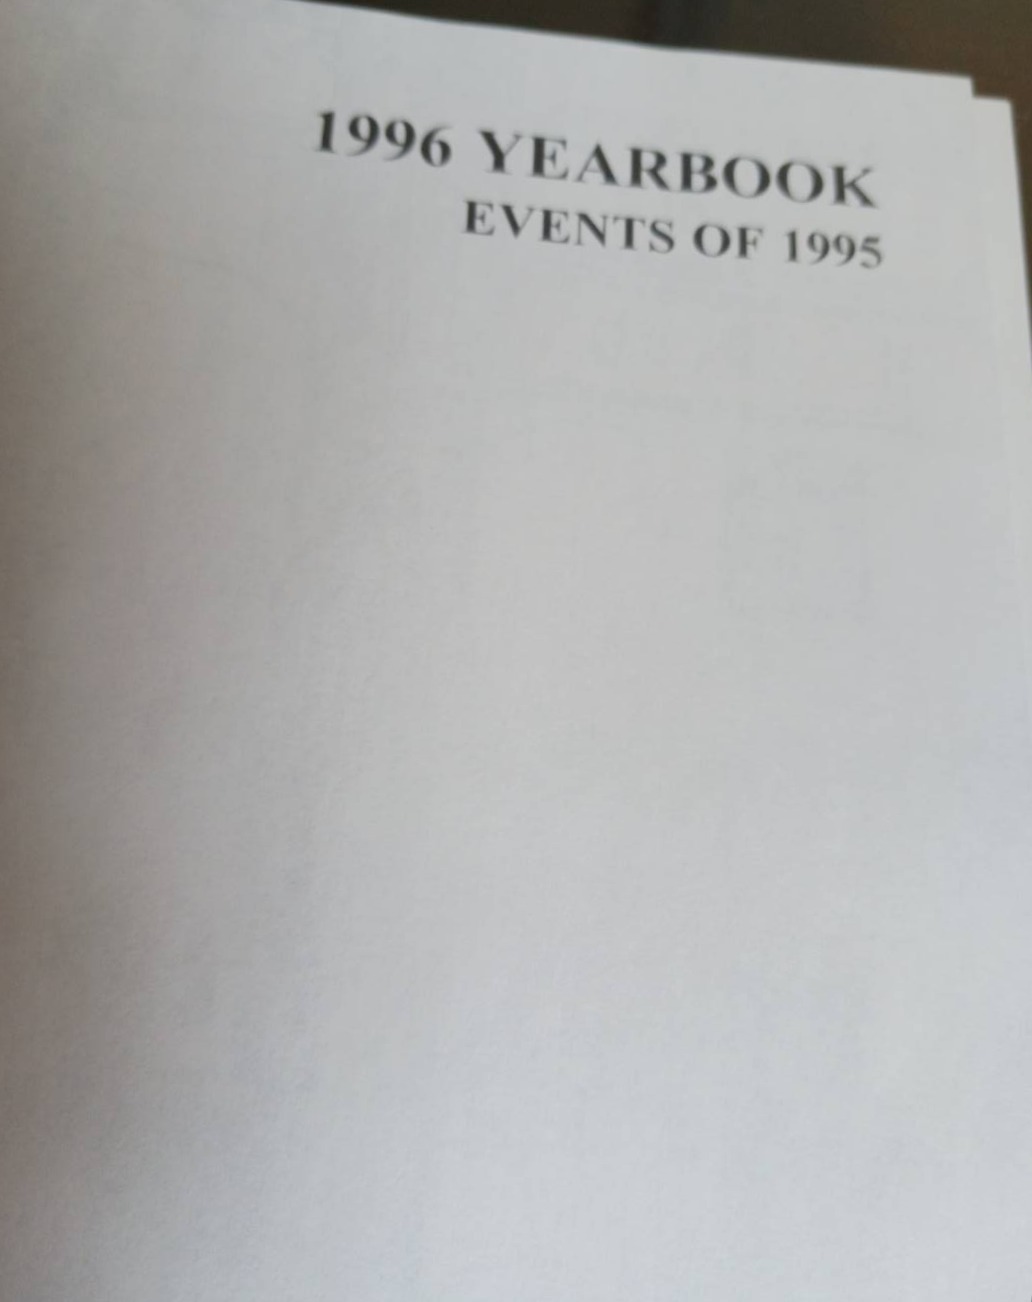 1996 YEARBOOK
EVENTS OF 1995